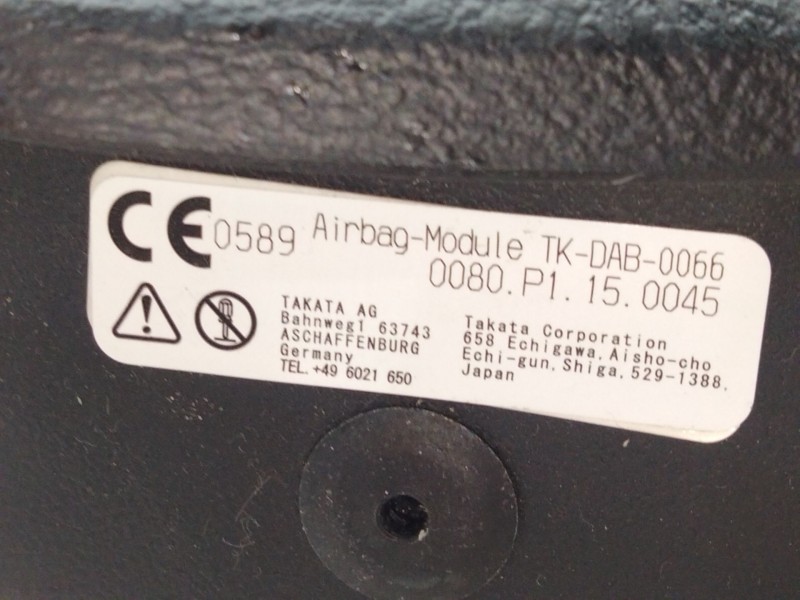 CE 0589 Airbag-Module TK-DAB-0066
0080.P1.15.0045
TAKATA AG
Bahnweg1 63743
ASCHAFFENBURG
Germany
TEL. +49 6021 650
Takata Corporation
658 Echigawa, Aisho-cho
Echi-gun, Shiga, 529-1388,
Japan